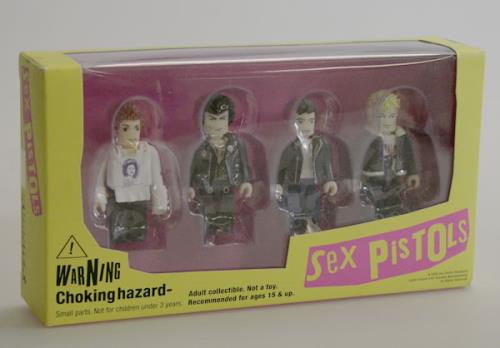 SEX PISTOLS
SEX PISTOLS
WARNING
Choking hazard-
Small parts. Not for children under 3 years.
Adult collectible. Not a toy.
Recommended for ages 15 & up.